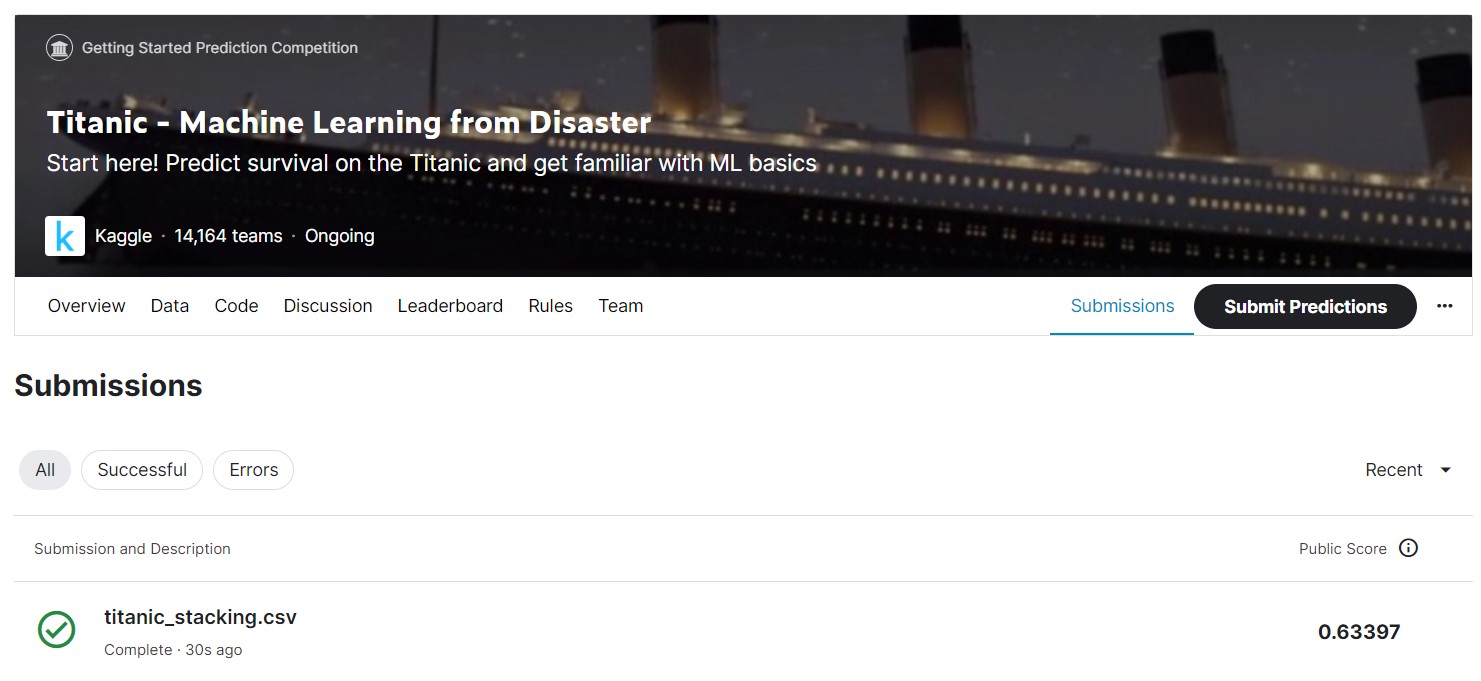 Getting Started Prediction Competition
Titanic - Machine Learning from Disaster
Start here! Predict survival on the Titanic and get familiar with ML basics
k Kaggle · 14,164 teams · Ongoing
Overview Data Code Discussion Leaderboard Rules Team Submissions Submit Predictions ···
Submissions
All Successful Errors Recent
Submission and Description Public Score
titanic_stacking.csv
Complete · 30s ago
0.63397